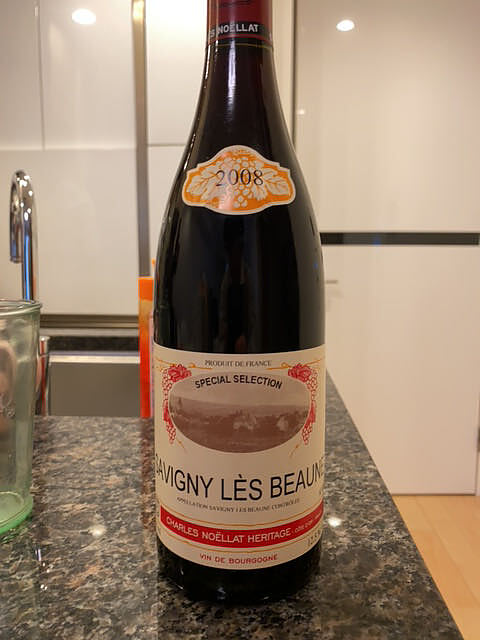 S NOËLLAT
2008
PRODUIT DE FRANCE
SPECIAL SELECTION
SAVIGNY LÈS BEAUNE
APPELLATION SAVIGNY LES BEAUNE CONTRÔLÉE
CHARLES NOËLLAT HERITAGE
VIN DE BOURGOGNE